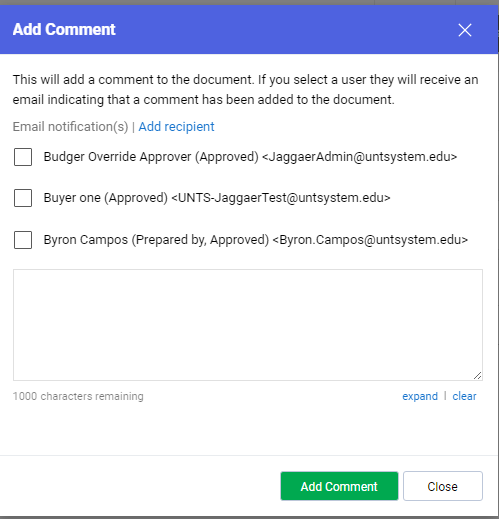 Add Comment
This will add a comment to the document. If you select a user they will receive an
email indicating that a comment has been added to the document.
Email notification(s) | Add recipient
Budger Override Approver (Approved) <JaggaerAdmin@untsystem.edu>
Buyer one (Approved) <UNTS-JaggaerTest@untsystem.edu>
Byron Campos (Prepared by, Approved) <Byron.Campos@untsystem.edu>
1000 characters remaining expand | clear
Add Comment Close